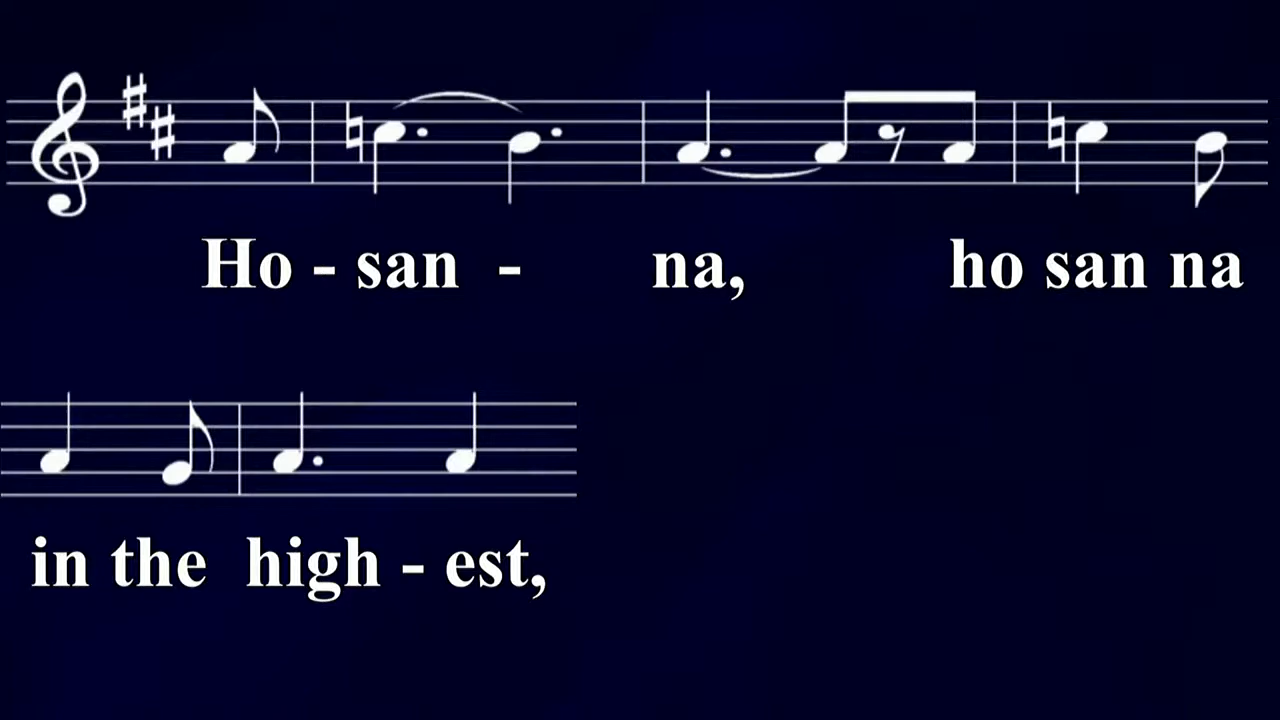 Ho - san - na, ho san na
in the high - est,